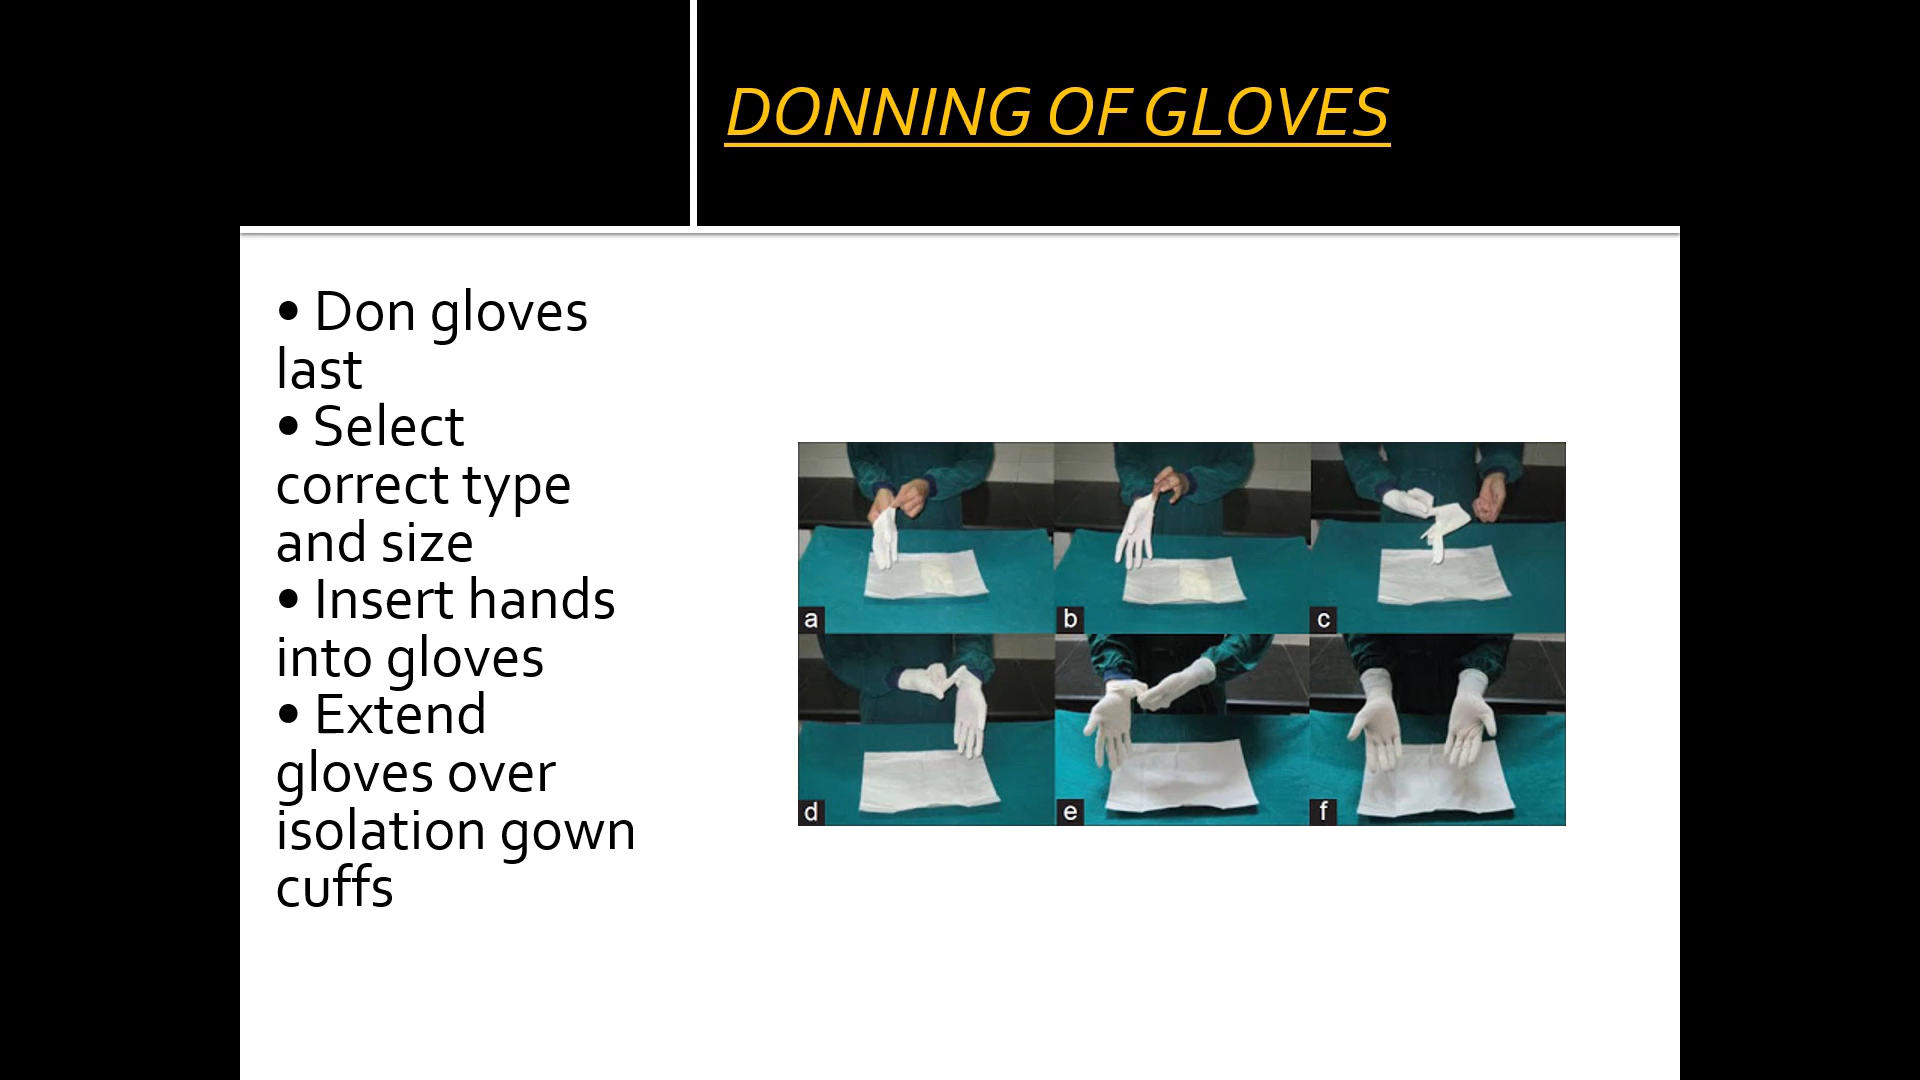 DONNING OF GLOVES
• Don gloves
last
• Select
correct type
and size
• Insert hands
into gloves
• Extend
gloves over
isolation gown
cuffs
a
b
c
d
e
f